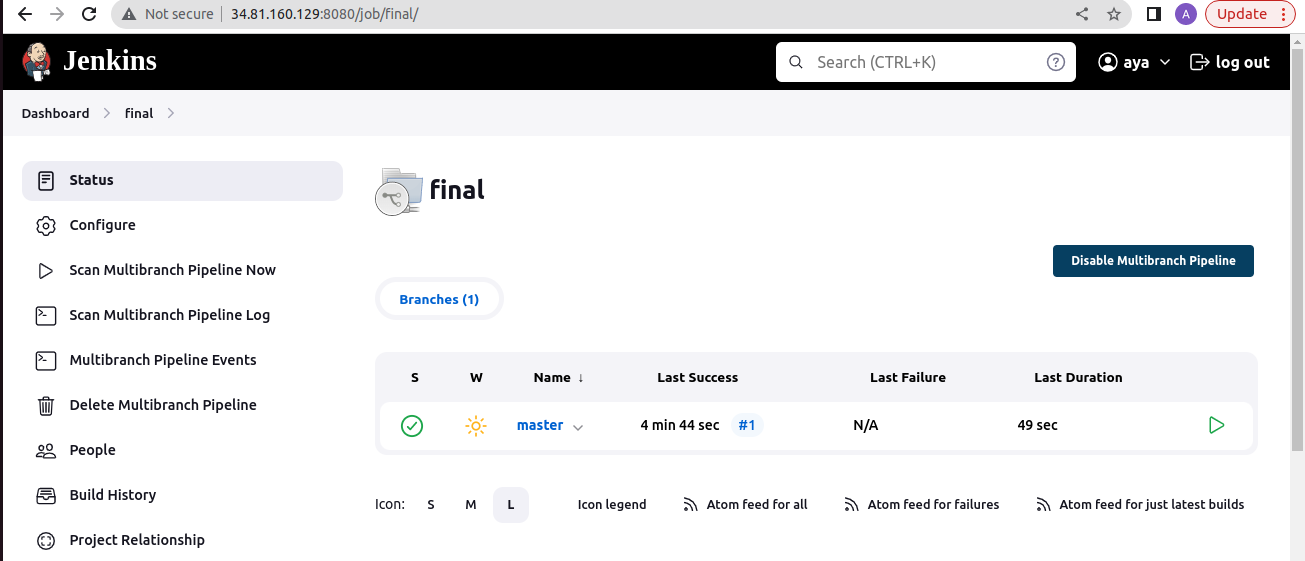 Not secure 34.81.160.129:8080/job/final/ A Update
Jenkins Search (CTRL+K) ? aya log out
Dashboard final
Status
Configure
Scan Multibranch Pipeline Now
Scan Multibranch Pipeline Log
Multibranch Pipeline Events
Delete Multibranch Pipeline
People
Build History
Project Relationship
final
Disable Multibranch Pipeline
Branches (1)
S W Name ↓ Last Success Last Failure Last Duration
master 4 min 44 sec #1 N/A 49 sec
Icon: S M L Icon legend Atom feed for all Atom feed for failures Atom feed for just latest builds